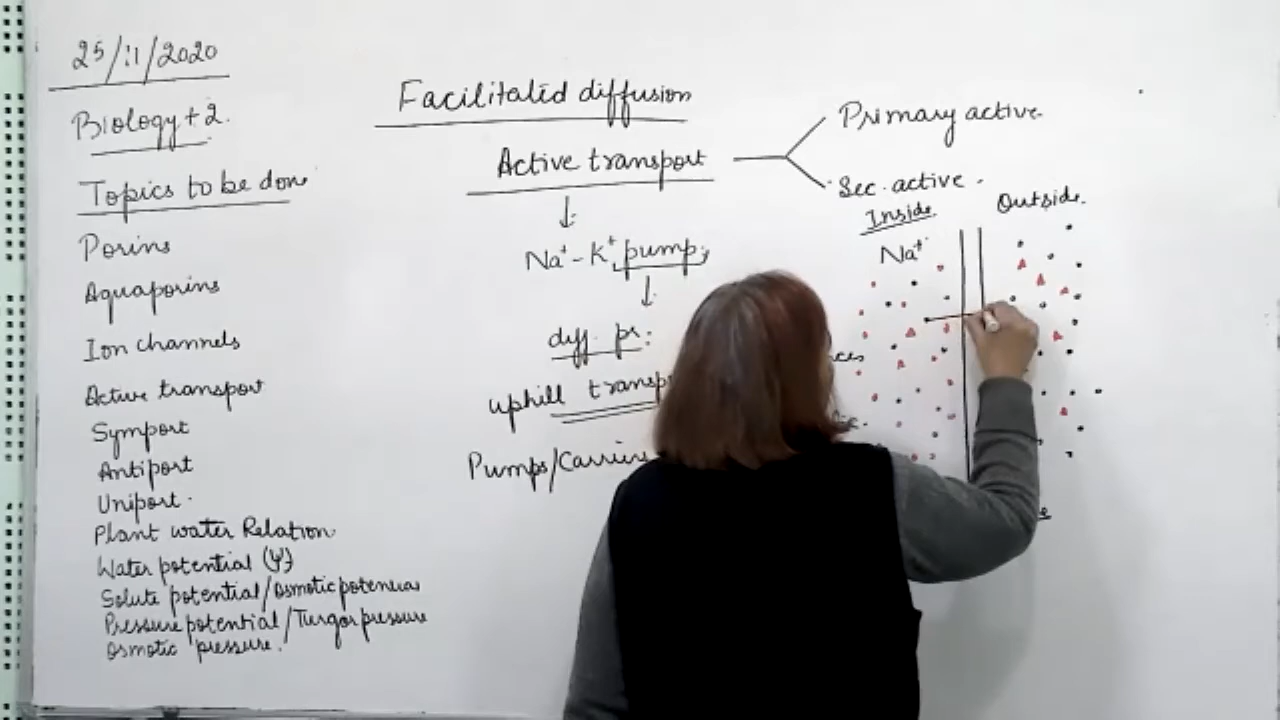 25/11/2020
Biology +2.
Topics to be done
Porins
Aquaporins
Ion channels
Active transport
Symport
Antiport
Uniport.
Plant water Relation
Water potential (Ψ)
Solute potential/Osmotic potential
Pressure potential/Turgor pressure
Osmotic pressure.
Facilitated diffusion
Active transport
Primary active
Sec. active.
↓
Na⁺-K⁺ pump;
↓
diff. pr:
uphill transp
Pumps/Carriers
Inside
Outside.
Na⁺